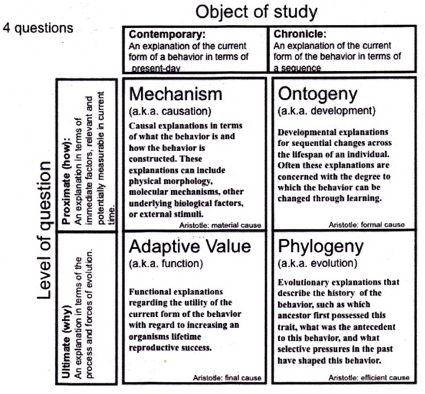 Object of study
4 questions
Contemporary:
An explanation of the current
form of a behavior in terms of
present-day
Chronicle:
An explanation of the current
form of the behavior in terms of
a sequence
Level of question
Proximate (how):
An explanation in terms of
immediate factors, relevant and
potentially measurable in current
time.
Mechanism
(a.k.a. causation)
Causal explanations in terms
of what the behavior is and
how the behavior is
constructed. These
explanations can include
physical morphology,
molecular mechanisms, other
underlying biological factors,
or external stimuli.
Aristotle: material cause
Ontogeny
(a.k.a. development)
Developmental explanations
for sequential changes across
the lifespan of an individual.
Often these explanations are
concerned with the degree to
which the behavior can be
changed through learning.
Aristotle: formal cause
Ultimate (why)
An explanation in terms of the
process and forces of evolution.
Adaptive Value
(a.k.a. function)
Functional explanations
regarding the utility of the
current form of the behavior
with regard to increasing an
organisms lifetime
reproductive success.
Aristotle: final cause
Phylogeny
(a.k.a. evolution)
Evolutionary explanations that
describe the history of the
behavior, such as which
ancestor first possessed this
trait, what was the antecedent
to this behavior, and what
selective pressures in the past
have shaped this behavior.
Aristotle: efficient cause